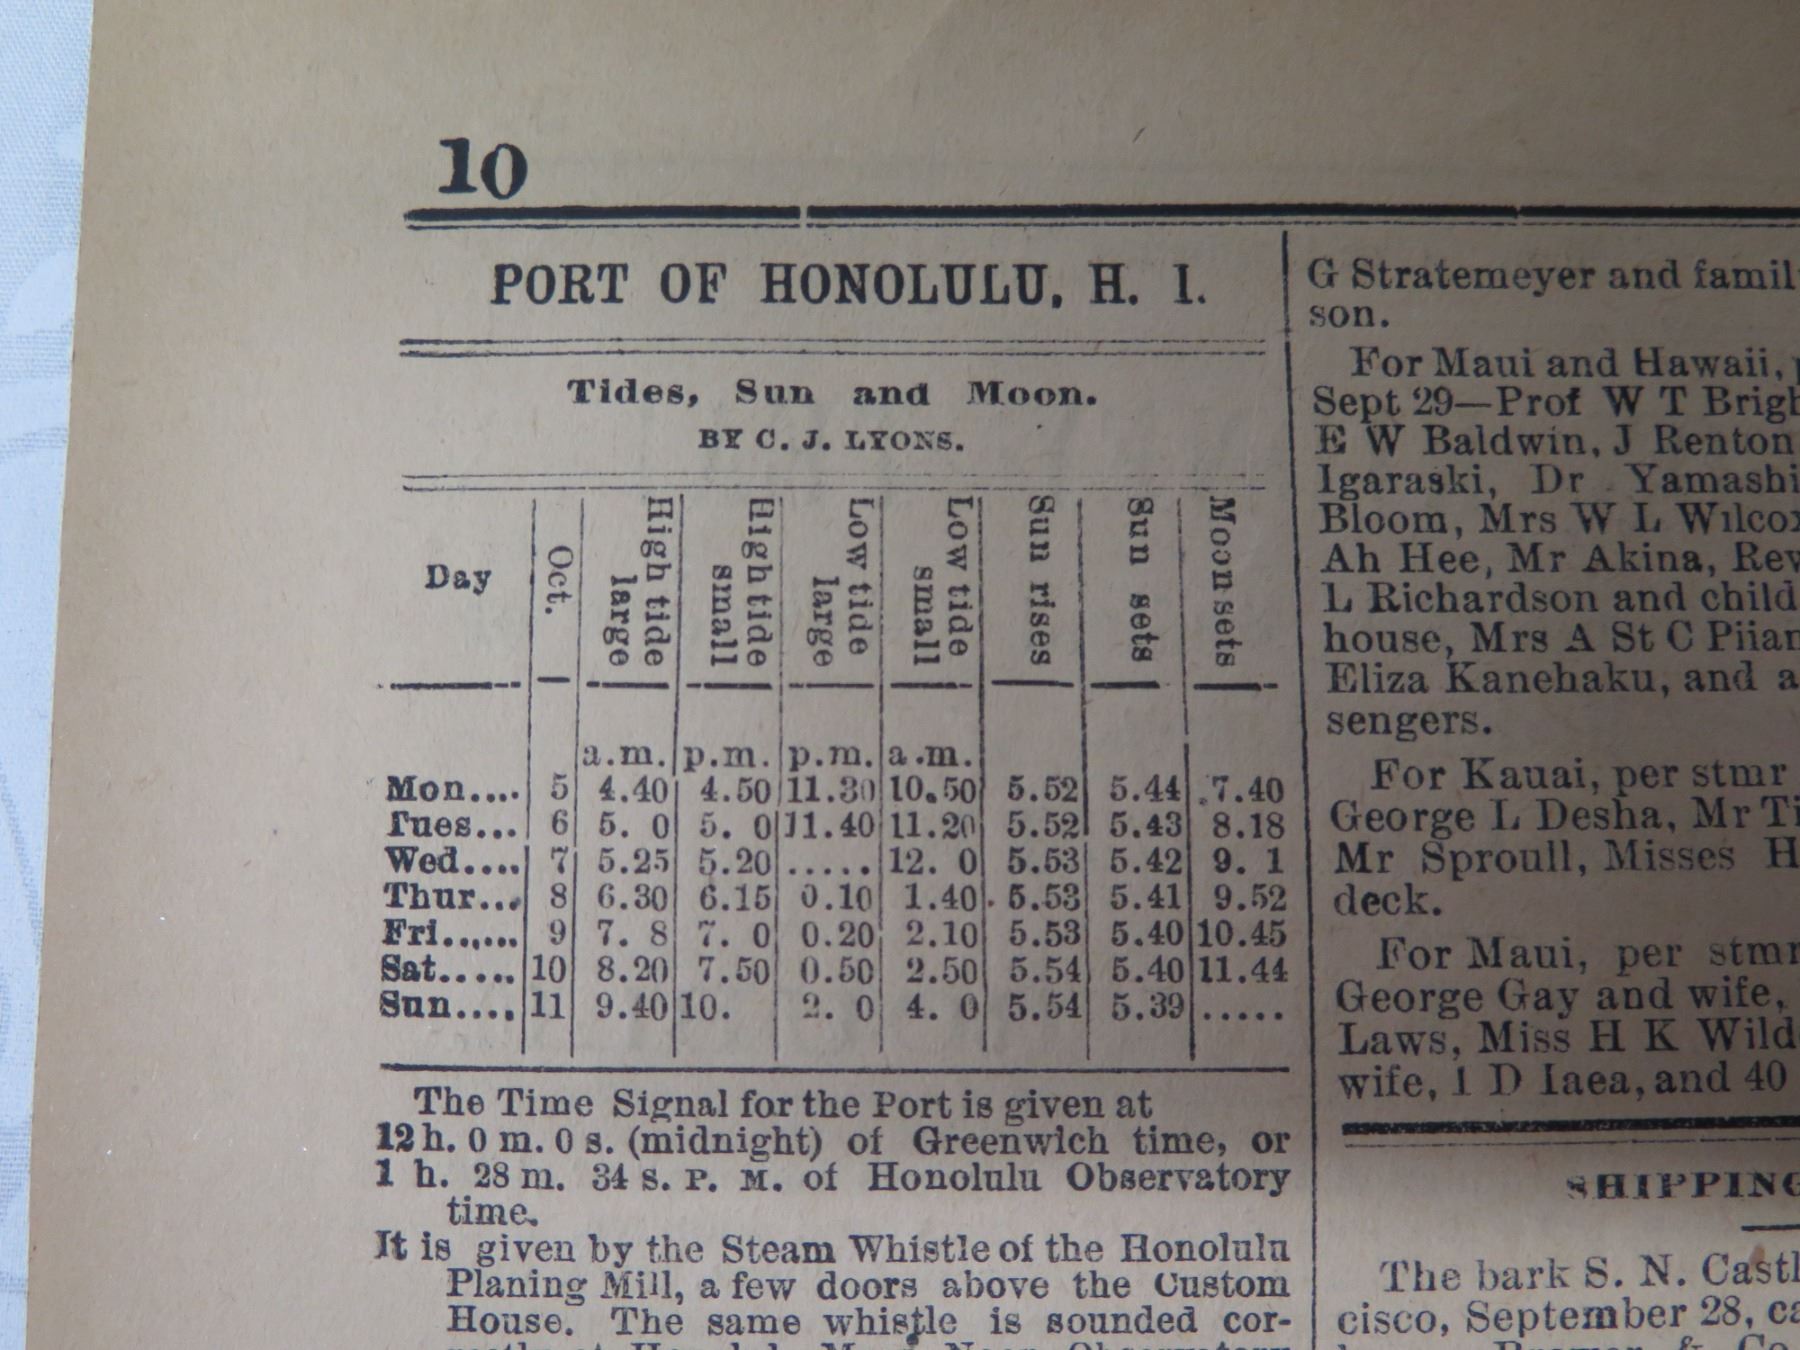 10
PORT OF HONOLULU, H. I.
Tides, Sun and Moon.
BY C. J. LYONS.
Day | Oct. | High tide large | High tide small | Low tide large | Low tide small | Sun rises | Sun sets | Moon sets
a.m. | p.m. | p.m. | a.m.
Mon.... | 5 | 4.40 | 4.50 | 11.30 | 10.50 | 5.52 | 5.44 | 7.40
Tues... | 6 | 5. 0 | 5. 0 | 11.40 | 11.20 | 5.52 | 5.43 | 8.18
Wed.... | 7 | 5.25 | 5.20 | ..... | 12. 0 | 5.53 | 5.42 | 9. 1
Thur... | 8 | 6.30 | 6.15 | 0.10 | 1.40 | 5.53 | 5.41 | 9.52
Fri...... | 9 | 7. 8 | 7. 0 | 0.20 | 2.10 | 5.53 | 5.40 | 10.45
Sat..... | 10 | 8.20 | 7.50 | 0.50 | 2.50 | 5.54 | 5.40 | 11.44
Sun.... | 11 | 9.40 | 10. | 2. 0 | 4. 0 | 5.54 | 5.39 | .....
The Time Signal for the Port is given at
12 h. 0 m. 0 s. (midnight) of Greenwich time, or
1 h. 28 m. 34 s. P. M. of Honolulu Observatory
time.
It is given by the Steam Whistle of the Honolulu
Planing Mill, a few doors above the Custom
House. The same whistle is sounded cor-
G Stratemeyer and famil
son.
For Maui and Hawaii,
Sept 29—Prof W T Brigh
E W Baldwin, J Renton
Igaraski, Dr Yamashi
Bloom, Mrs W L Wilcox
Ah Hee, Mr Akina, Rev
L Richardson and child
house, Mrs A St C Piian
Eliza Kanehaku, and a
sengers.
For Kauai, per stmr
George L Desha, Mr Ti
Mr Sproull, Misses H
deck.
For Maui, per stmr
George Gay and wife,
Laws, Miss H K Wild
wife, 1 D Iaea, and 40
SHIPPING
The bark S. N. Castl
cisco, September 28, ca